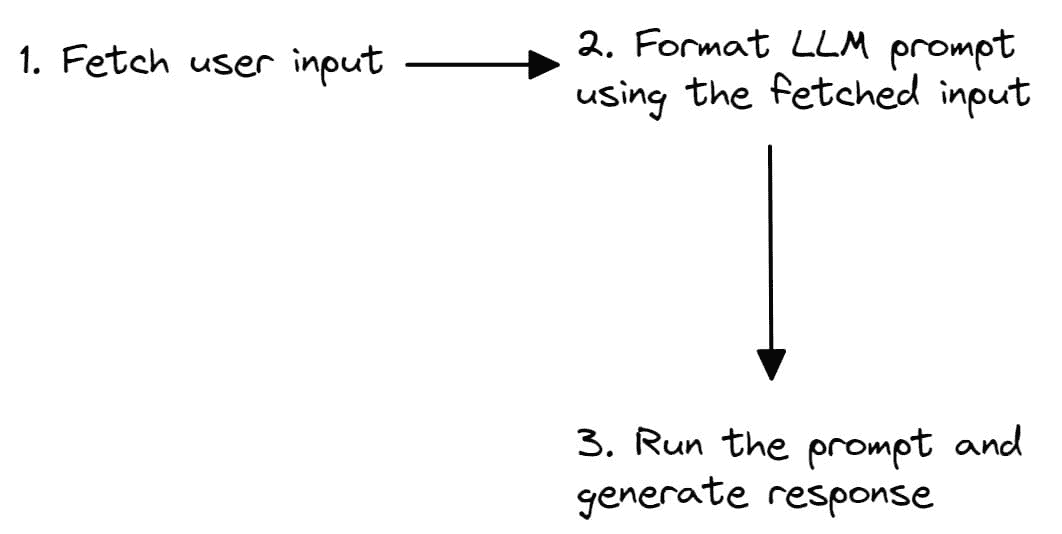 1. Fetch user input
2. Format LLM prompt
using the fetched input
3. Run the prompt and
generate response